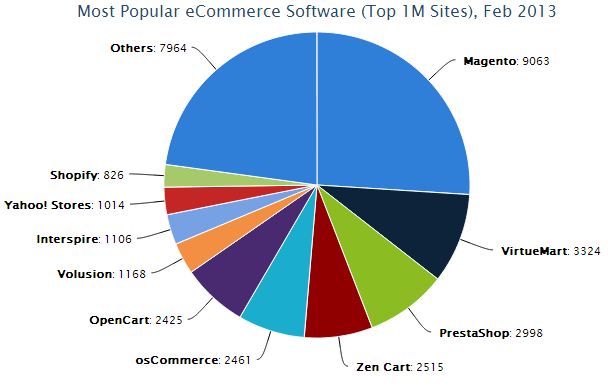 Most Popular eCommerce Software (Top 1M Sites), Feb 2013
Others: 7964
Magento: 9063
Shopify: 826
Yahoo! Stores: 1014
Interspire: 1106
VirtueMart: 3324
Volusion: 1168
OpenCart: 2425
PrestaShop: 2998
osCommerce: 2461
Zen Cart: 2515